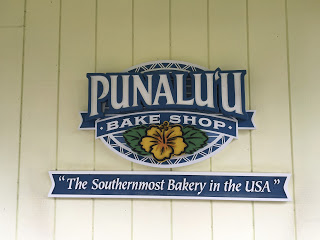 PUNALU'U
BAKE SHOP
"The Southernmost Bakery in the USA"